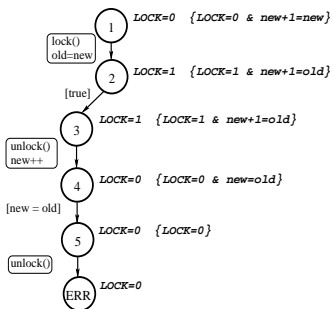 1 LOCK=0 {LOCK=0 & new+1=new}
lock()
old=new
2 LOCK=1 {LOCK=1 & new+1=old}
[true]
3 LOCK=1 {LOCK=1 & new+1=old}
unlock()
new++
4 LOCK=0 {LOCK=0 & new=old}
[new = old]
5 LOCK=0 {LOCK=0}
unlock()
ERR LOCK=0